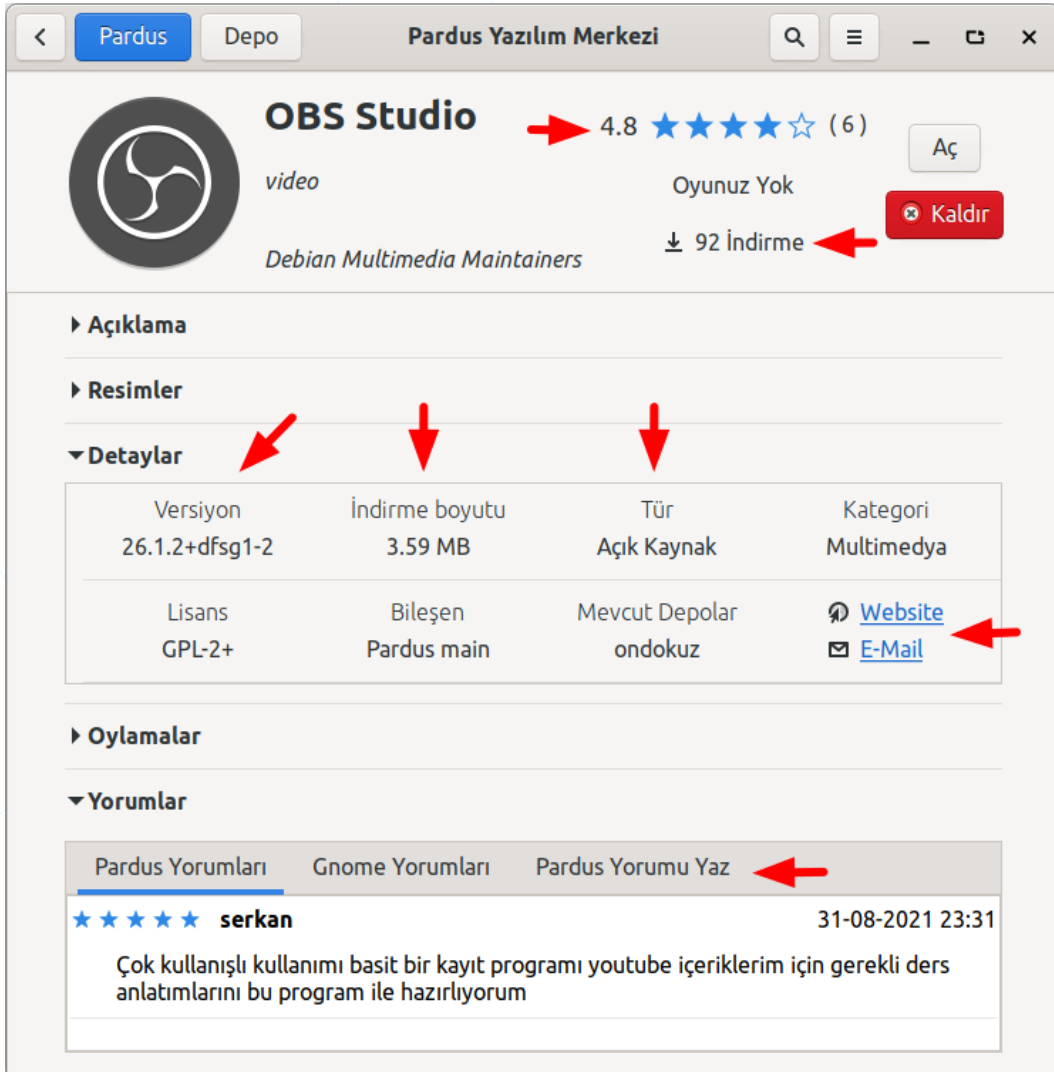 Pardus Depo Pardus Yazılım Merkezi
OBS Studio
4.8 (6)
Aç
video
Oyunuz Yok
Kaldır
92 İndirme
Debian Multimedia Maintainers
Açıklama
Resimler
Detaylar
Versiyon İndirme boyutu Tür Kategori
26.1.2+dfsg1-2 3.59 MB Açık Kaynak Multimedya
Lisans Bileşen Mevcut Depolar Website
GPL-2+ Pardus main ondokuz E-Mail
Oylamalar
Yorumlar
Pardus Yorumları Gnome Yorumları Pardus Yorumu Yaz
serkan 31-08-2021 23:31
Çok kullanışlı kullanımı basit bir kayıt programı youtube içeriklerim için gerekli ders
anlatımlarını bu program ile hazırlıyorum